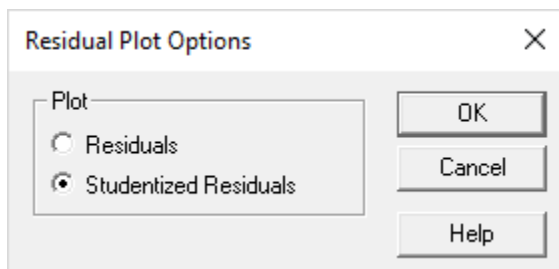 Residual Plot Options
Plot
Residuals
Studentized Residuals
OK
Cancel
Help